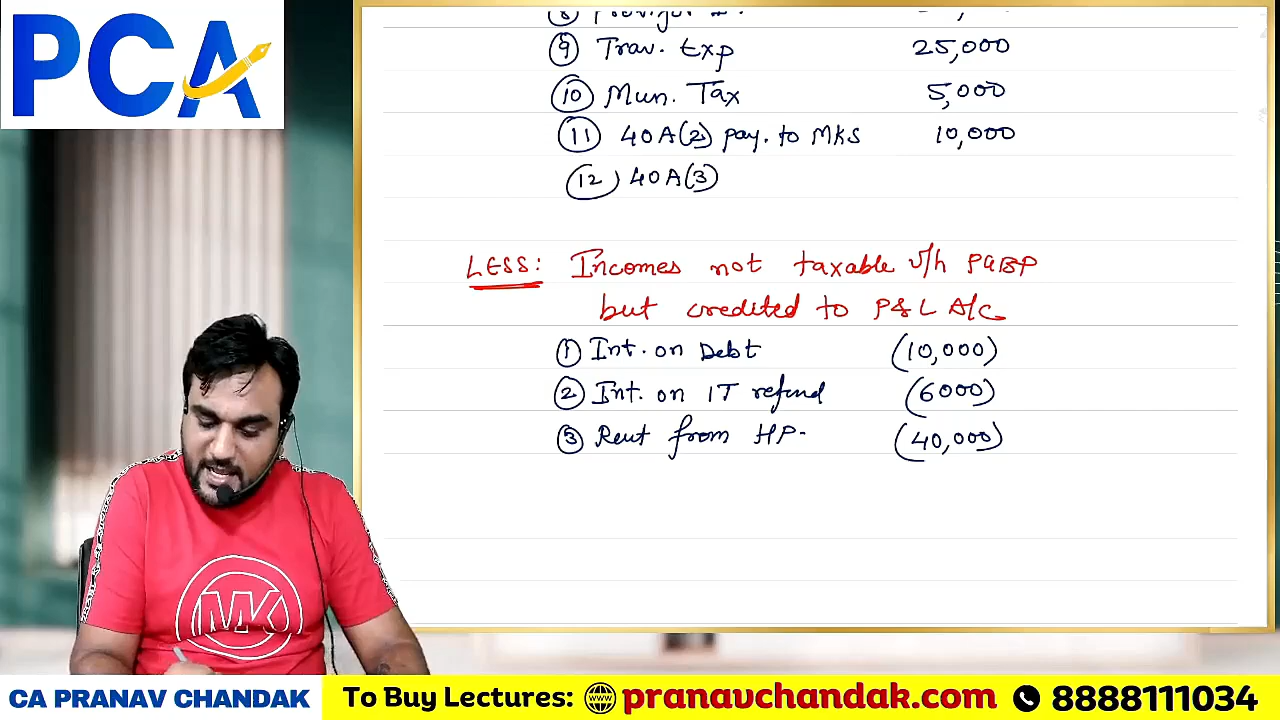 PCA
⑨ Trav. Exp 25,000
⑩ Mun. Tax 5,000
⑪ 40A(2) pay. to MKS 10,000
⑫ 40A(3)
LESS: Incomes not taxable u/h PGBP
but credited to P&L A/C
① Int. on Debt (10,000)
② Int. on IT refund (6000)
③ Rent from HP. (40,000)
MK
CA PRANAV CHANDAK To Buy Lectures: pranavchandak.com 8888111034